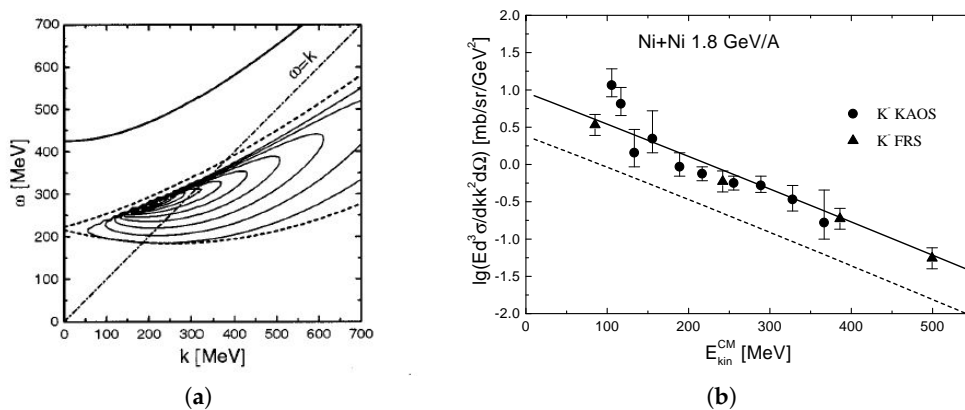 ω [MeV]
700
600
500
400
300
200
100
0
ω=k
0 100 200 300 400 500 600 700
k [MeV]
(a)
lg(Ed³σ/dkk²dΩ) [mb/sr/GeV²]
2.0
1.5
1.0
0.5
0.0
-0.5
-1.0
-1.5
-2.0
Ni+Ni 1.8 GeV/A
K⁻ KAOS
K⁻ FRS
0 100 200 300 400 500
E_kin^CM [MeV]
(b)